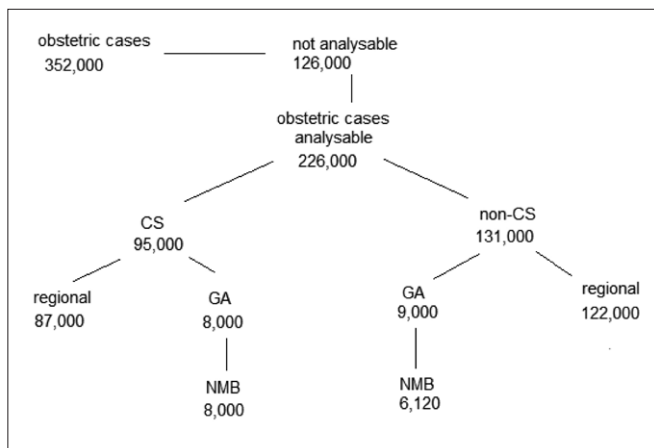 obstetric cases
352,000
not analysable
126,000
obstetric cases
analysable
226,000
CS
95,000
non-CS
131,000
regional
87,000
GA
8,000
GA
9,000
regional
122,000
NMB
8,000
NMB
6,120